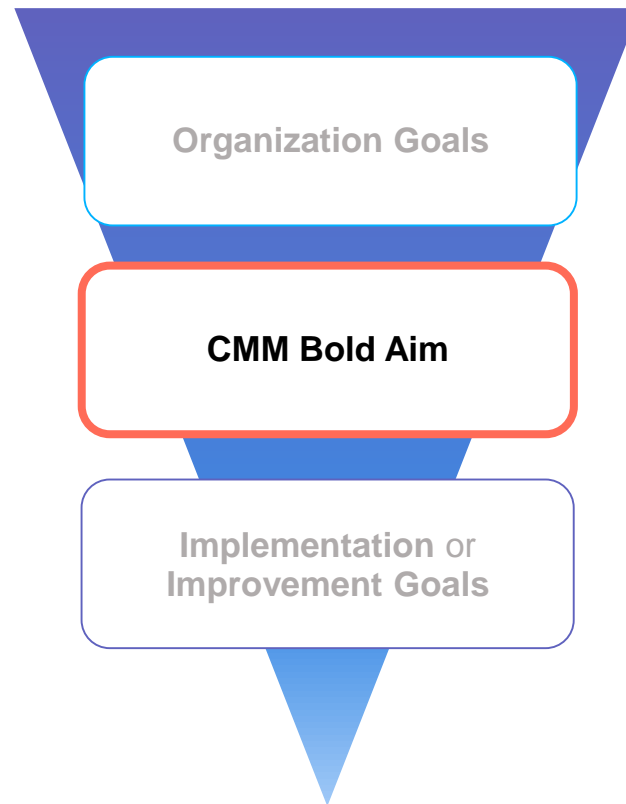 Organization Goals
CMM Bold Aim
Implementation or
Improvement Goals